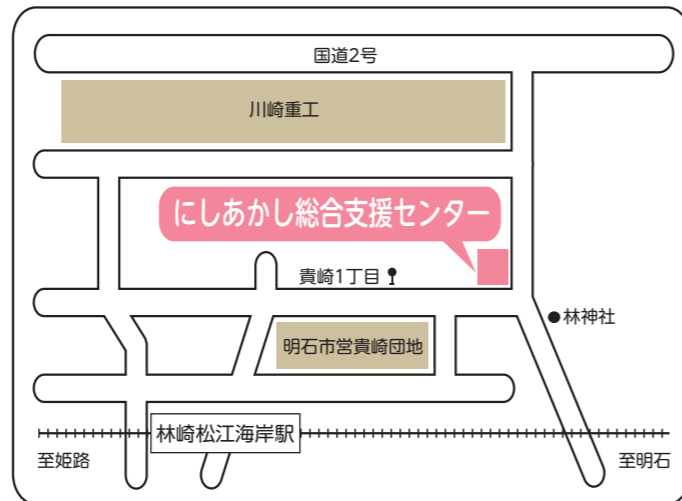 国道2号
川崎重工
にしあかし総合支援センター
貴崎1丁目
林神社
明石市営貴崎団地
林崎松江海岸駅
至姫路
至明石